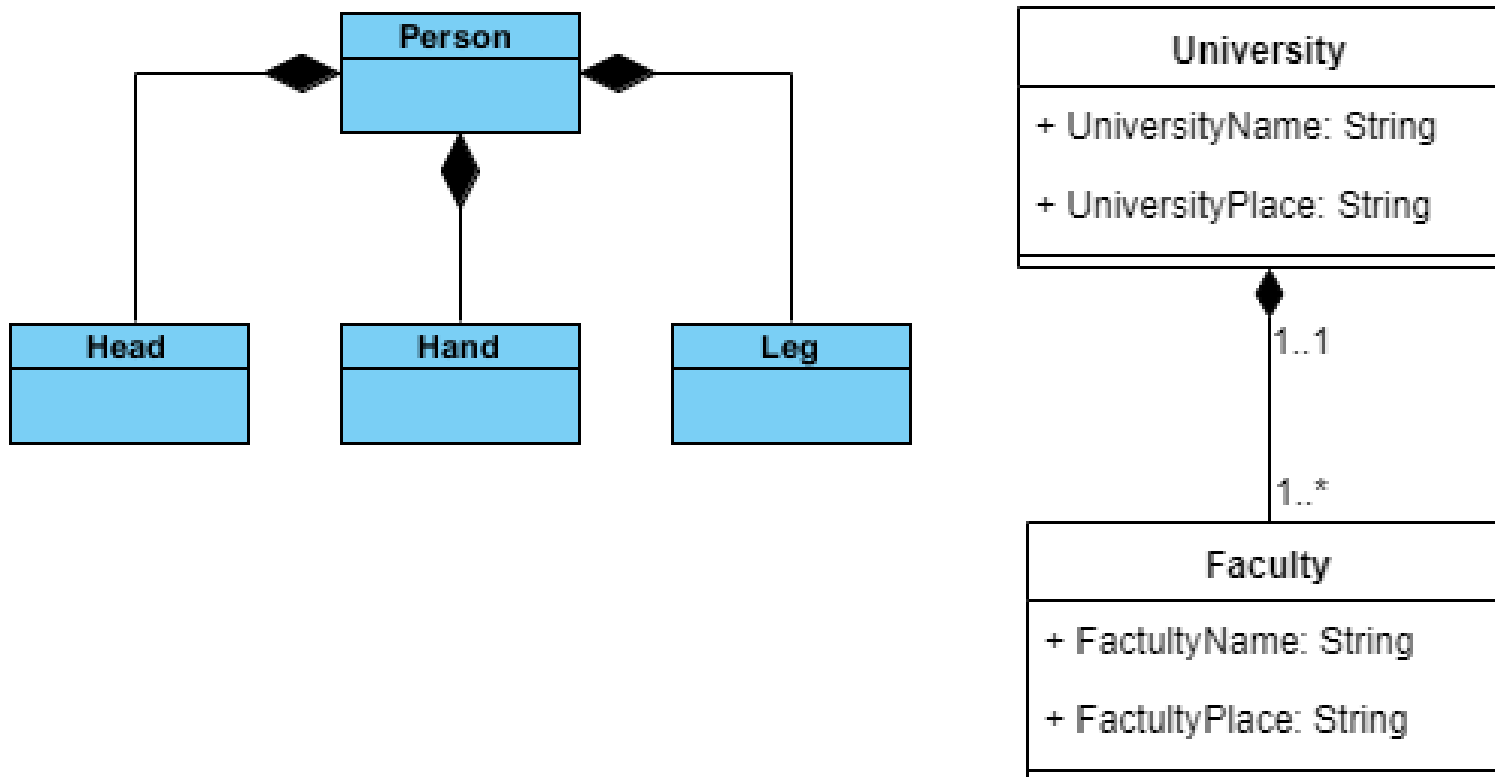 Person
Head
Hand
Leg
University
+ UniversityName: String
+ UniversityPlace: String
1..1
1..*
Faculty
+ FactultyName: String
+ FactultyPlace: String